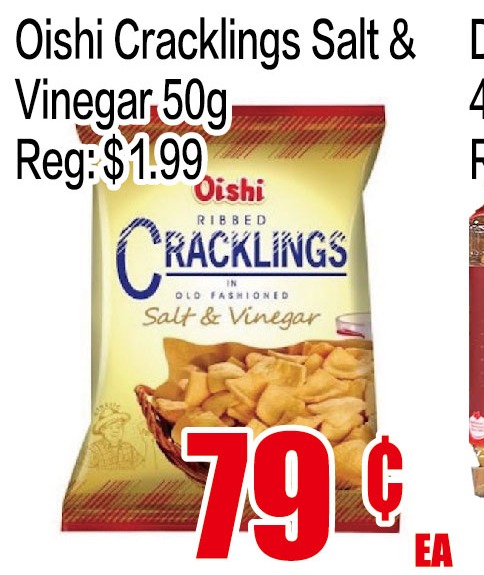 Oishi Cracklings Salt &
Vinegar 50g
Reg: $1.99
Oishi
RIBBED
CRACKLINGS
IN
OLD FASHIONED
Salt & Vinegar
79 ¢
EA